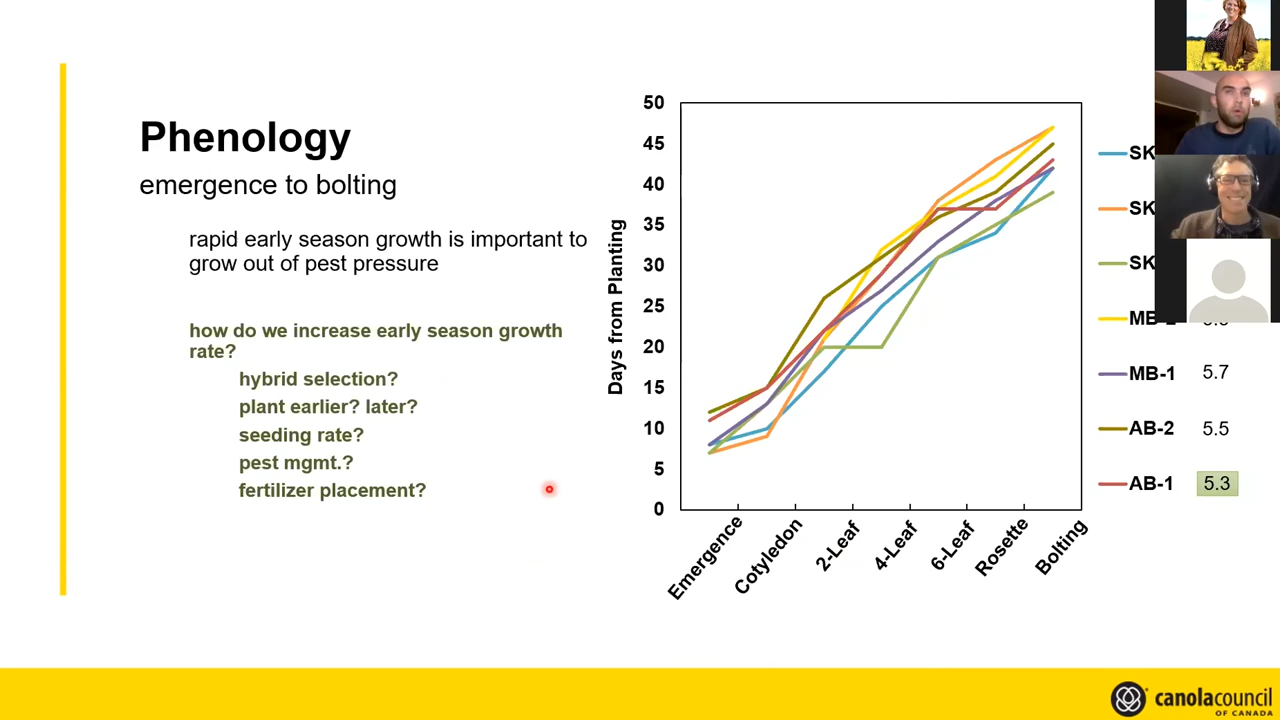 Phenology
emergence to bolting
rapid early season growth is important to
grow out of pest pressure
how do we increase early season growth
rate?
hybrid selection?
plant earlier? later?
seeding rate?
pest mgmt.?
fertilizer placement?
Days from Planting
50
45
40
35
30
25
20
15
10
5
0
Emergence
Cotyledon
2-Leaf
4-Leaf
6-Leaf
Rosette
Bolting
SK
SK
SK
MB-1 5.7
AB-2 5.5
AB-1 5.3
canolacouncil
OF CANADA